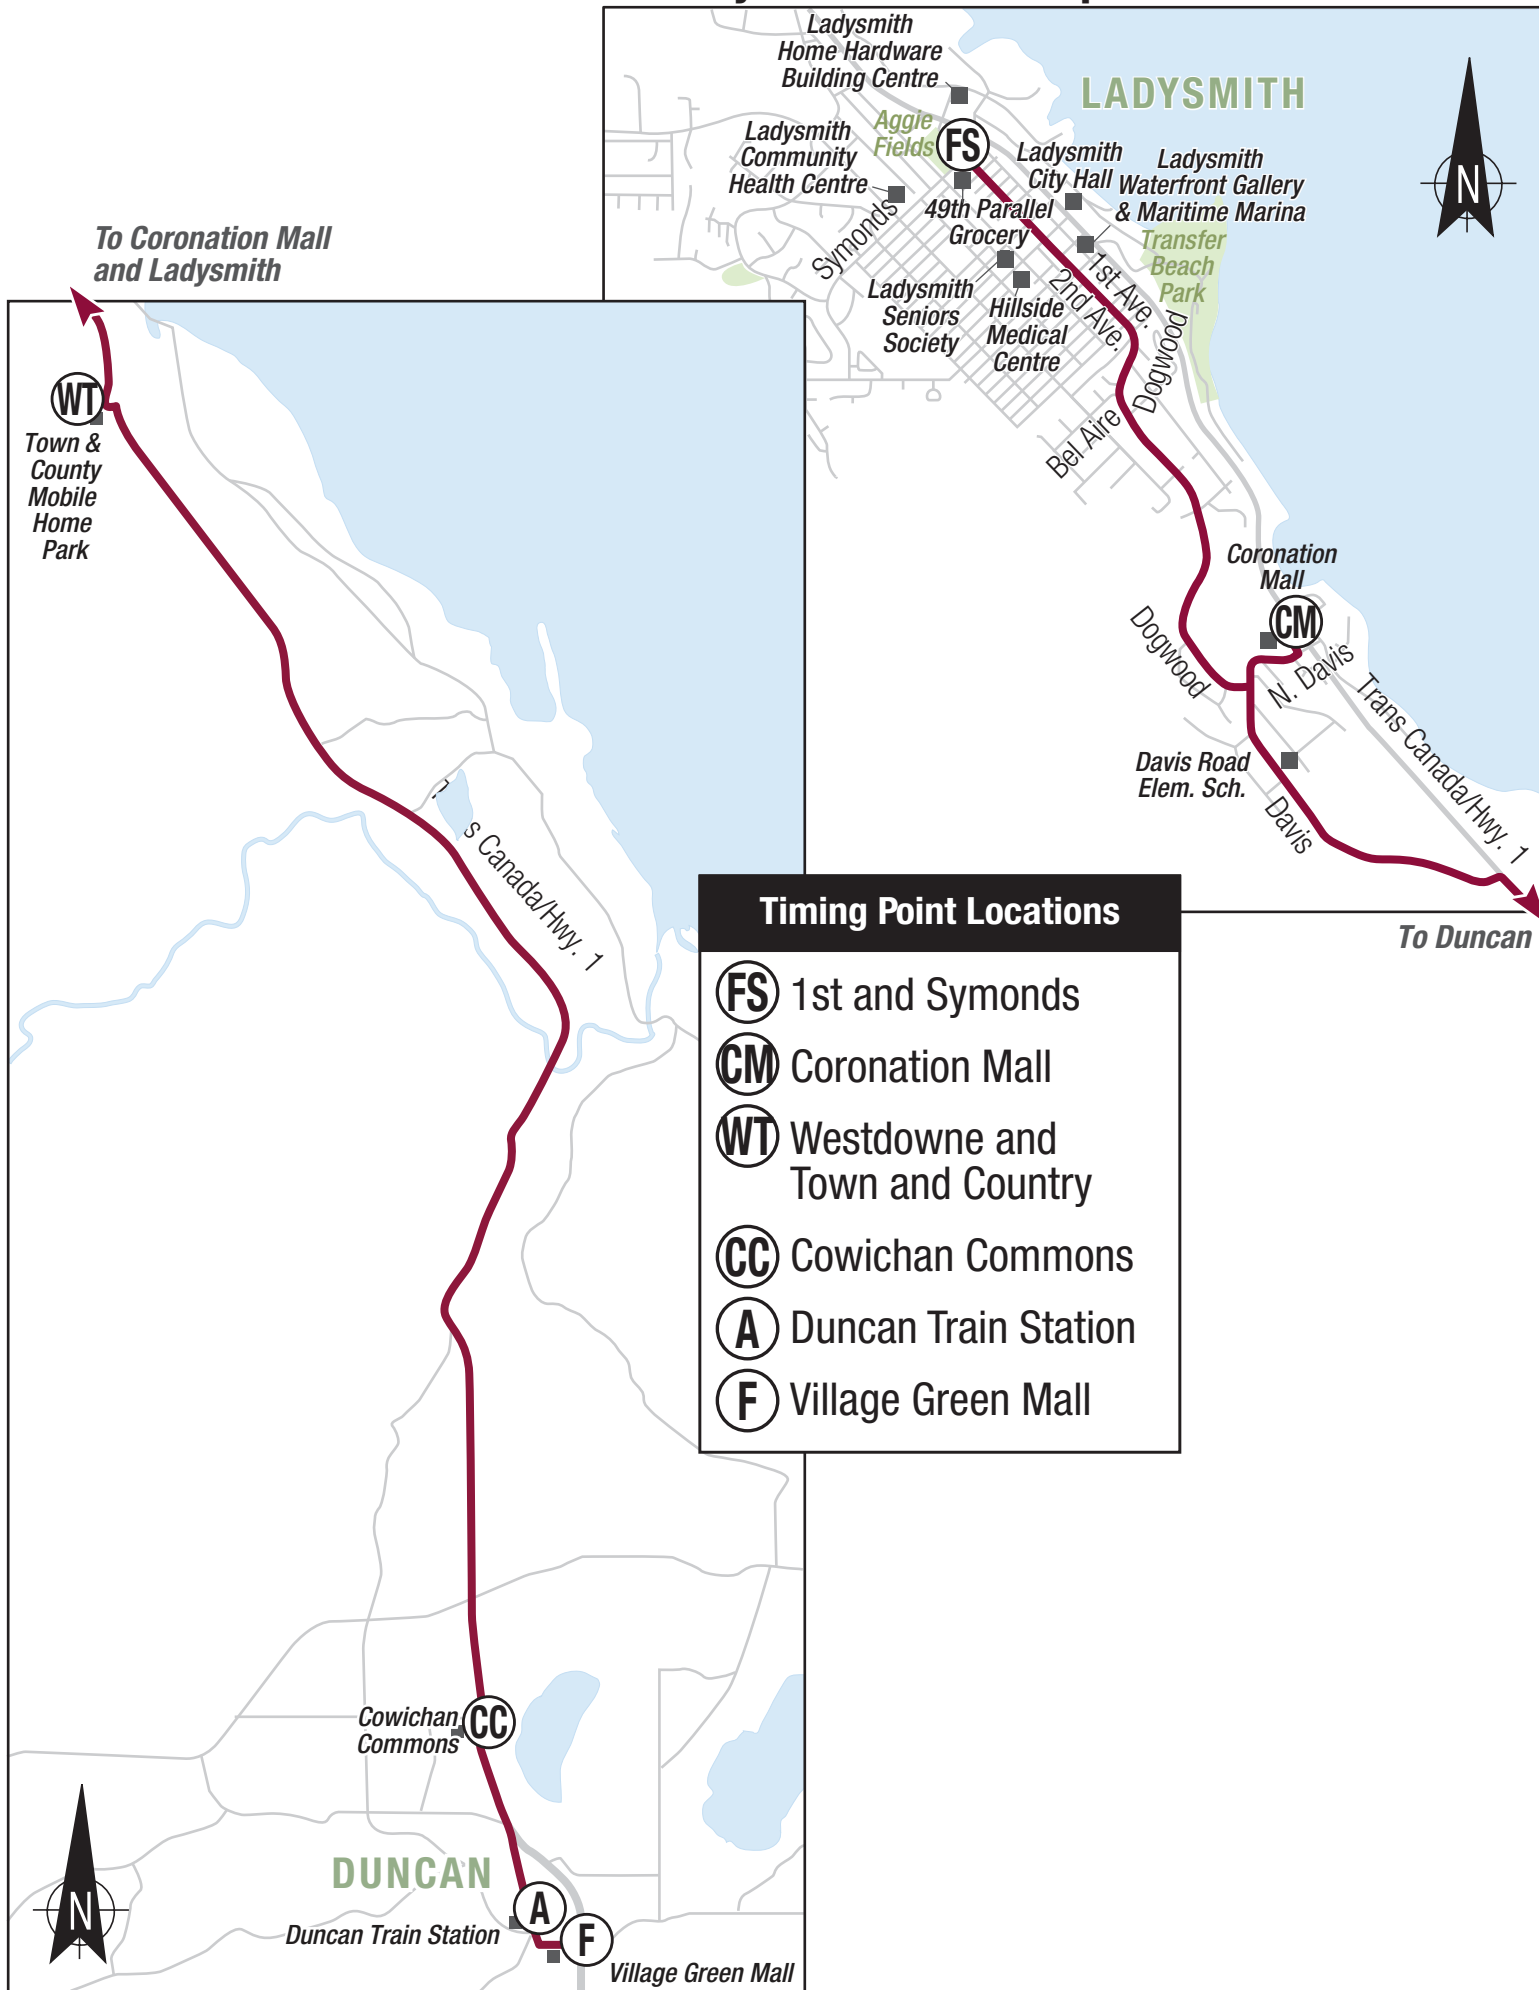 Ladysmith
Home Hardware
Building Centre
LADYSMITH
Aggie
Fields
FS
Ladysmith
Community
Health Centre
Ladysmith
City Hall
Ladysmith
Waterfront Gallery
& Maritime Marina
N
49th Parallel
Grocery
Symonds
Transfer
Beach
Park
Ladysmith
Seniors
Society
Hillside
Medical
Centre
1st Ave.
2nd Ave.
Dogwood
Bel Aire
Coronation
Mall
CM
Dogwood
N. Davis
Trans Canada/Hwy. 1
Davis Road
Elem. Sch.
Davis
To Duncan
To Coronation Mall
and Ladysmith
WT
Town &
County
Mobile
Home
Park
s Canada/Hwy. 1
Timing Point Locations
FS 1st and Symonds
CM Coronation Mall
WT Westdowne and
Town and Country
CC Cowichan Commons
A Duncan Train Station
F Village Green Mall
Cowichan
Commons
CC
DUNCAN
N
A
Duncan Train Station
F
Village Green Mall